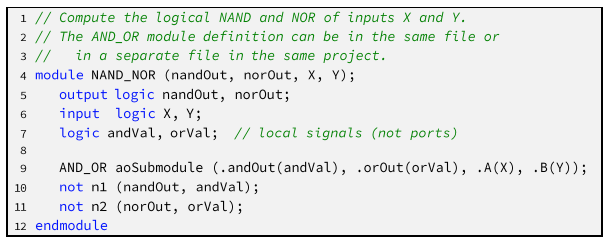 1 // Compute the logical NAND and NOR of inputs X and Y.
2 // The AND_OR module definition can be in the same file or
3 //   in a separate file in the same project.
4 module NAND_NOR (nandOut, norOut, X, Y);
5    output logic nandOut, norOut;
6    input  logic X, Y;
7    logic andVal, orVal;  // local signals (not ports)
8
9    AND_OR aoSubmodule (.andOut(andVal), .orOut(orVal), .A(X), .B(Y));
10    not n1 (nandOut, andVal);
11    not n2 (norOut, orVal);
12 endmodule